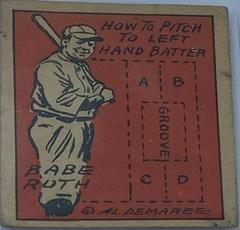 HOW TO PITCH
TO LEFT
HAND BATTER
A B
GROOVE
C D
BABE
RUTH
© AL. DEMAREE